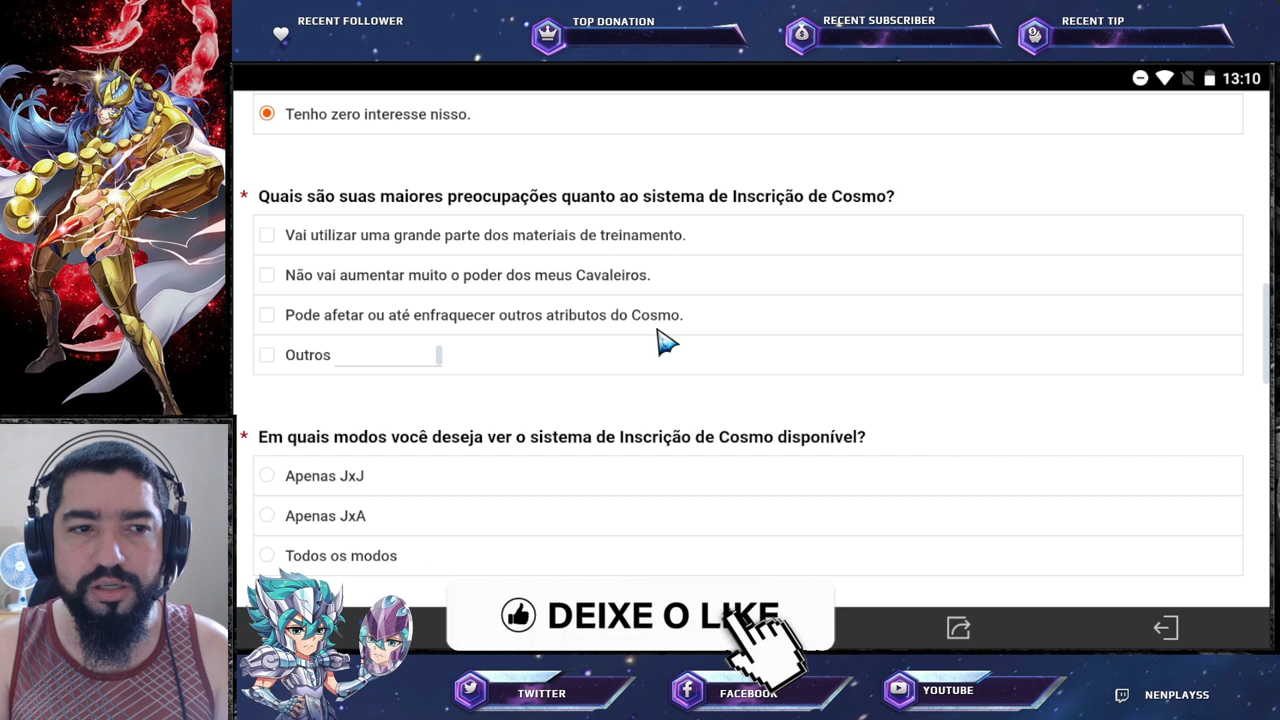 RECENT FOLLOWER
TOP DONATION
RECENT SUBSCRIBER
RECENT TIP
13:10
Tenho zero interesse nisso.
* Quais são suas maiores preocupações quanto ao sistema de Inscrição de Cosmo?
Vai utilizar uma grande parte dos materiais de treinamento.
Não vai aumentar muito o poder dos meus Cavaleiros.
Pode afetar ou até enfraquecer outros atributos do Cosmo.
Outros
* Em quais modos você deseja ver o sistema de Inscrição de Cosmo disponível?
Apenas JxJ
Apenas JxA
Todos os modos
DEIXE O LIKE
TWITTER
FACEBOOK
YOUTUBE
NENPLAYSS